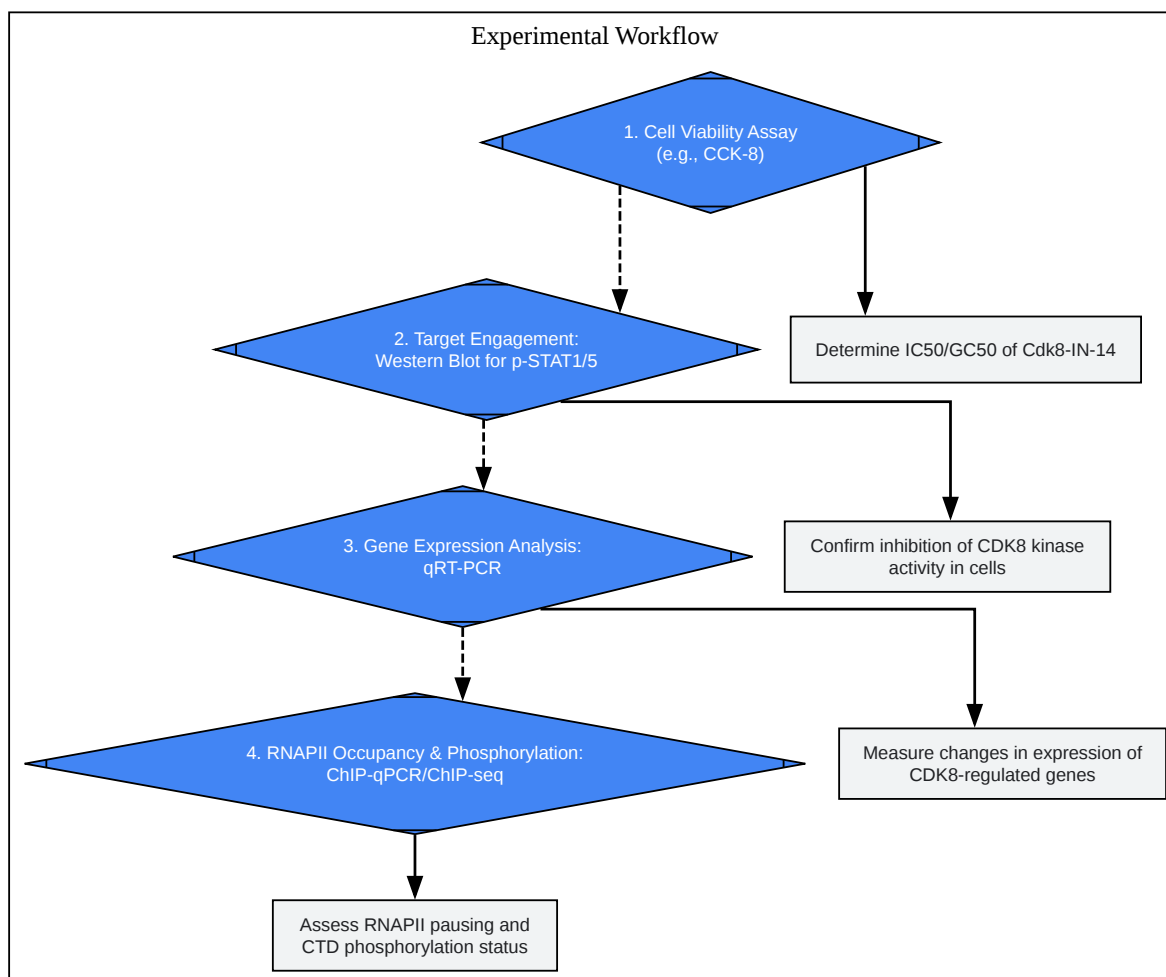 Experimental Workflow
1. Cell Viability Assay
(e.g., CCK-8)
Determine IC50/GC50 of Cdk8-IN-14
2. Target Engagement:
Western Blot for p-STAT1/5
Confirm inhibition of CDK8 kinase
activity in cells
3. Gene Expression Analysis:
qRT-PCR
Measure changes in expression of
CDK8-regulated genes
4. RNAPII Occupancy & Phosphorylation:
ChIP-qPCR/ChIP-seq
Assess RNAPII pausing and
CTD phosphorylation status